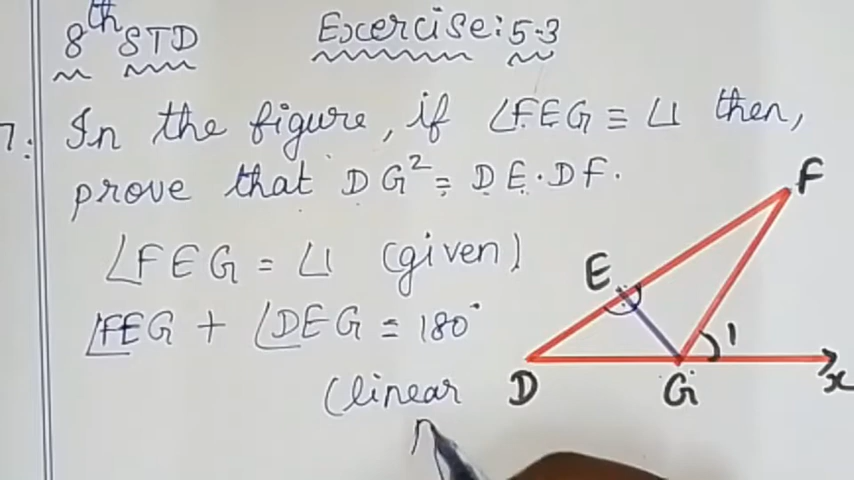 8th STD Exercise: 5.3
7: In the figure, if ∠FEG ≡ ∠1 then,
prove that DG² = DE·DF.
∠FEG = ∠1 (given)
∠FEG + ∠DEG = 180°
(linear
F
E
1
D G x